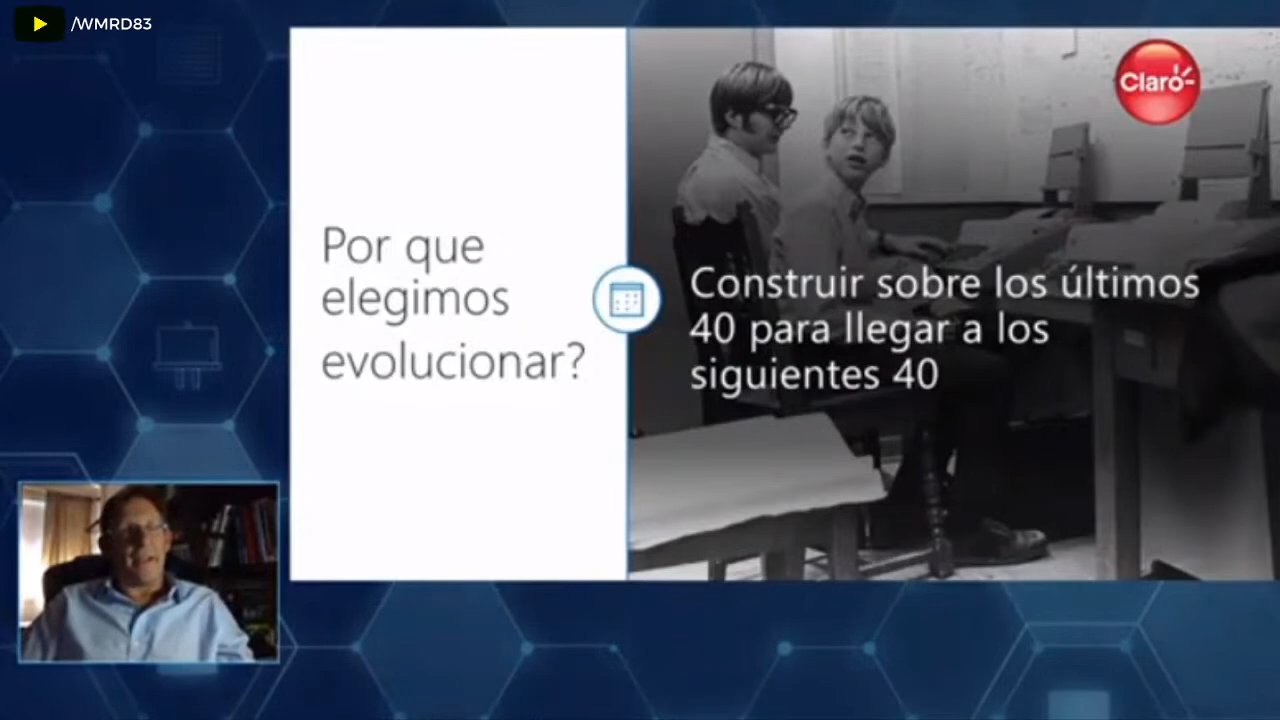 /WMRD83
Claro
Por que
elegimos
evolucionar?
Construir sobre los últimos
40 para llegar a los
siguientes 40